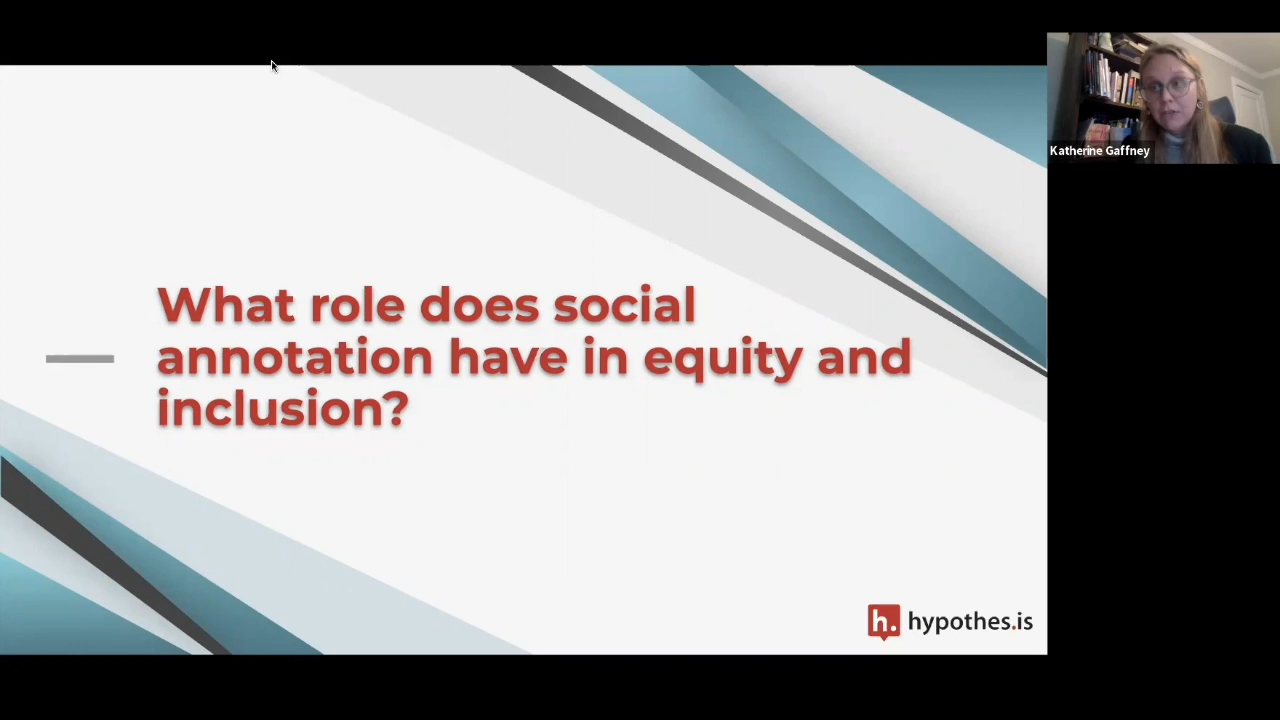 Katherine Gaffney
What role does social
annotation have in equity and
inclusion?
h. hypothes.is